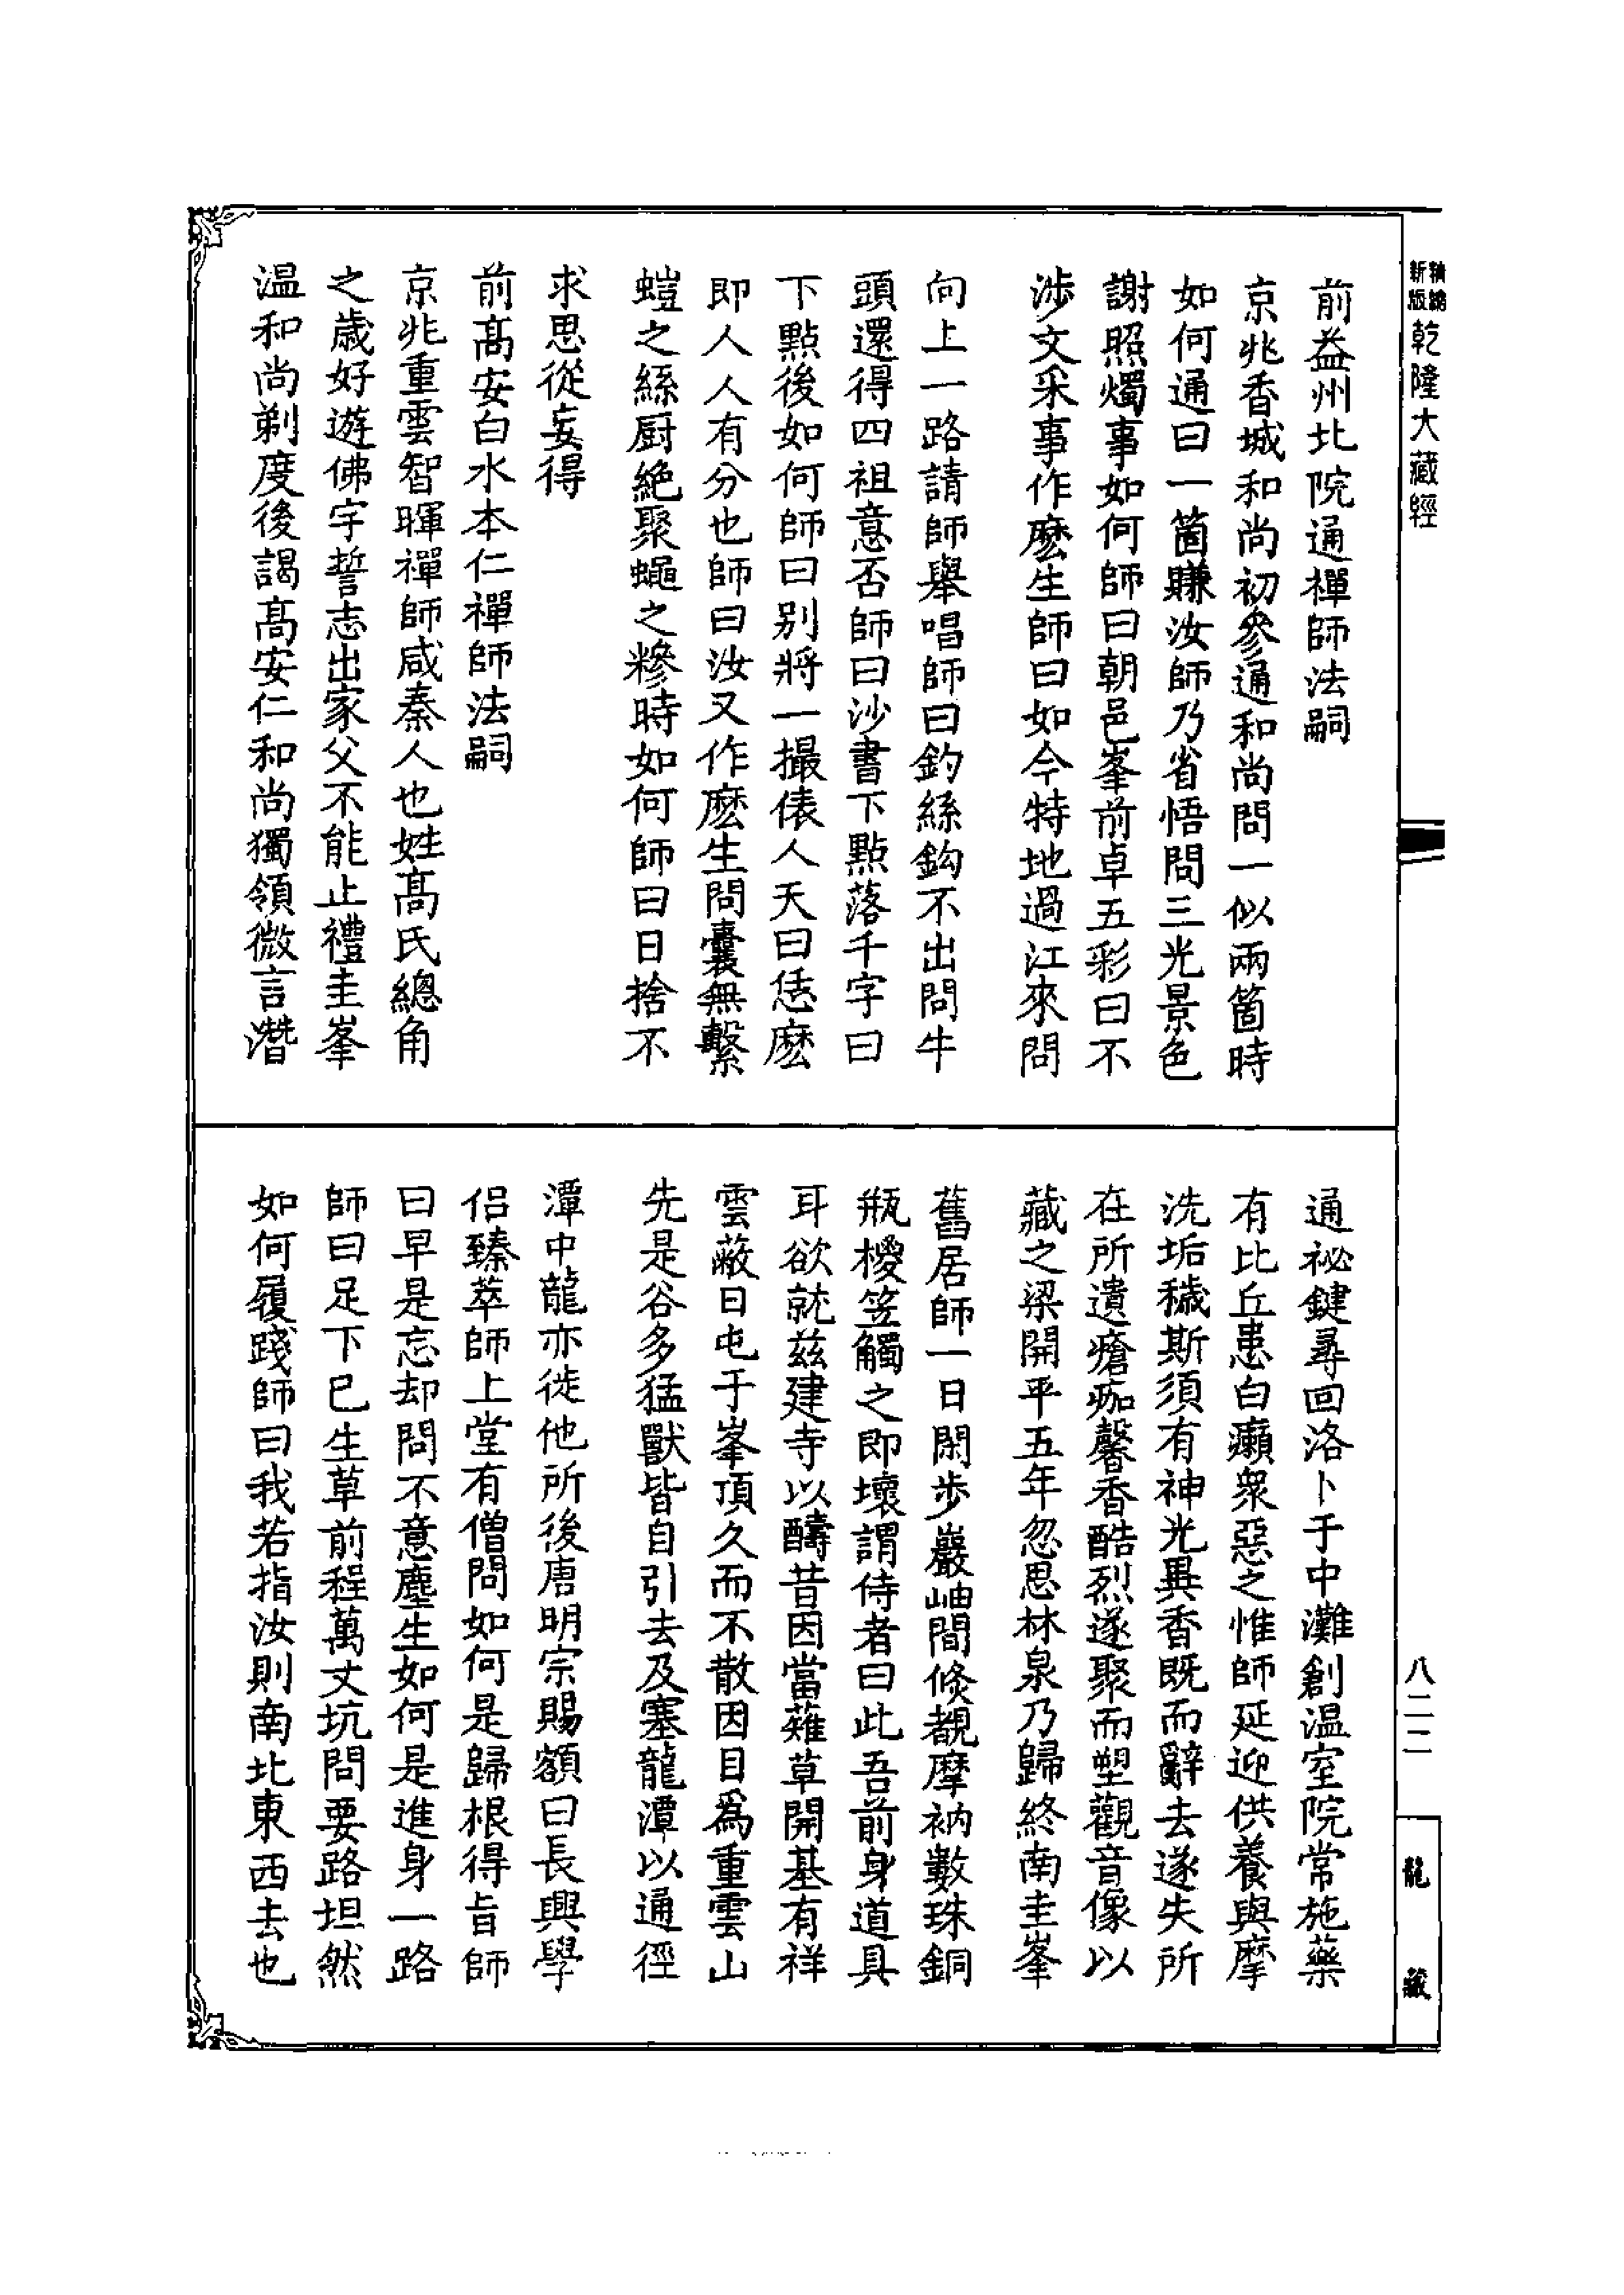 精編
新版
乾隆大藏經
前益州北院通禪師法嗣
京兆香城和尚初參通和尚問一似兩箇時
如何通曰一箇賺汝師乃省悟問三光景色
謝照燭事如何師曰朝邑峯前卓五彩曰不
涉文采事作麽生師曰如今特地過江來問
向上一路請師舉唱師曰釣絲鈎不出問牛
頭還得四祖意否師曰沙書下點落千字曰
下點後如何師曰別將一撮俵人天曰恁麽
即人人有分也師曰汝又作麽生問囊無繫
螘之絲厨絶聚蠅之糝時如何師曰日捨不
求思從妄得
前髙安白水本仁禪師法嗣
京兆重雲智暉禪師咸秦人也姓髙氏總角
之歲好遊佛宇誓志出家父不能止禮圭峯
温和尚剃度後謁髙安仁和尚獨領微言潛
通祕鍵尋回洛卜于中灘創温室院常施藥
有比丘患白癩衆惡之惟師延迎供養與摩
洗垢穢斯須有神光異香既而辭去遂失所
在所遺瘡痂馨香酷烈遂聚而塑觀音像以
藏之梁開平五年忽思林泉乃歸終南圭峯
舊居師一日閑步巖岫間倏覩摩衲數珠銅
瓶椶笠觸之即壞謂侍者曰此吾前身道具
耳欲就兹建寺以酬昔因當薙草開基有祥
雲蔽日屯于峯頂久而不散因目爲重雲山
先是谷多猛獸皆自引去及塞龍潭以通徑
潭中龍亦徙他所後唐明宗賜額曰長興學
侣臻萃師上堂有僧問如何是歸根得旨師
曰早是忘却問不意塵生如何是進身一路
師曰足下已生草前程萬丈坑問要路坦然
如何履踐師曰我若指汝則南北東西去也
八二二
龍藏